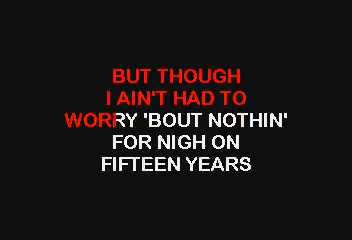 BUT THOUGH
I AIN'T HAD TO
WORRY 'BOUT NOTHIN'
FOR NIGH ON
FIFTEEN YEARS